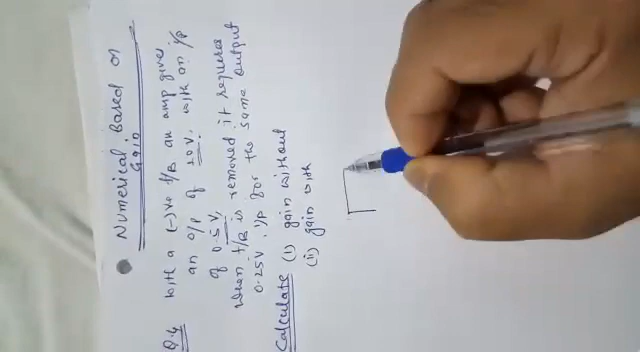 Numerical Based on
Gain
Q.4 With a (-)ve f/B an amp gives
an O/P of 10V. with an i/P
of 0.5V.
When f/B is removed it requires
0.25V i/P for the same output
Calculate (i) gain without
(ii) gain with